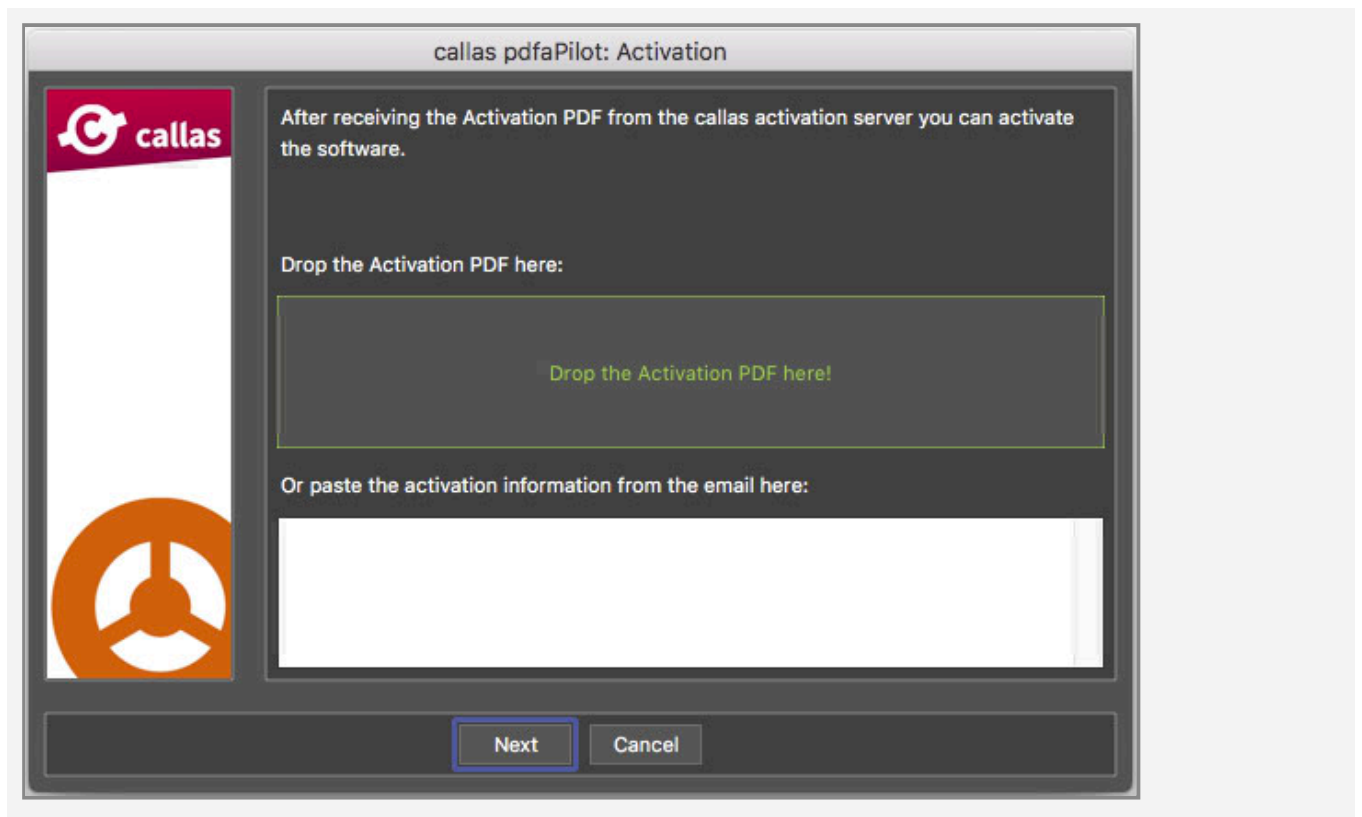 callas pdfaPilot: Activation
callas
After receiving the Activation PDF from the callas activation server you can activate
the software.
Drop the Activation PDF here:
Drop the Activation PDF here!
Or paste the activation information from the email here:
Next
Cancel